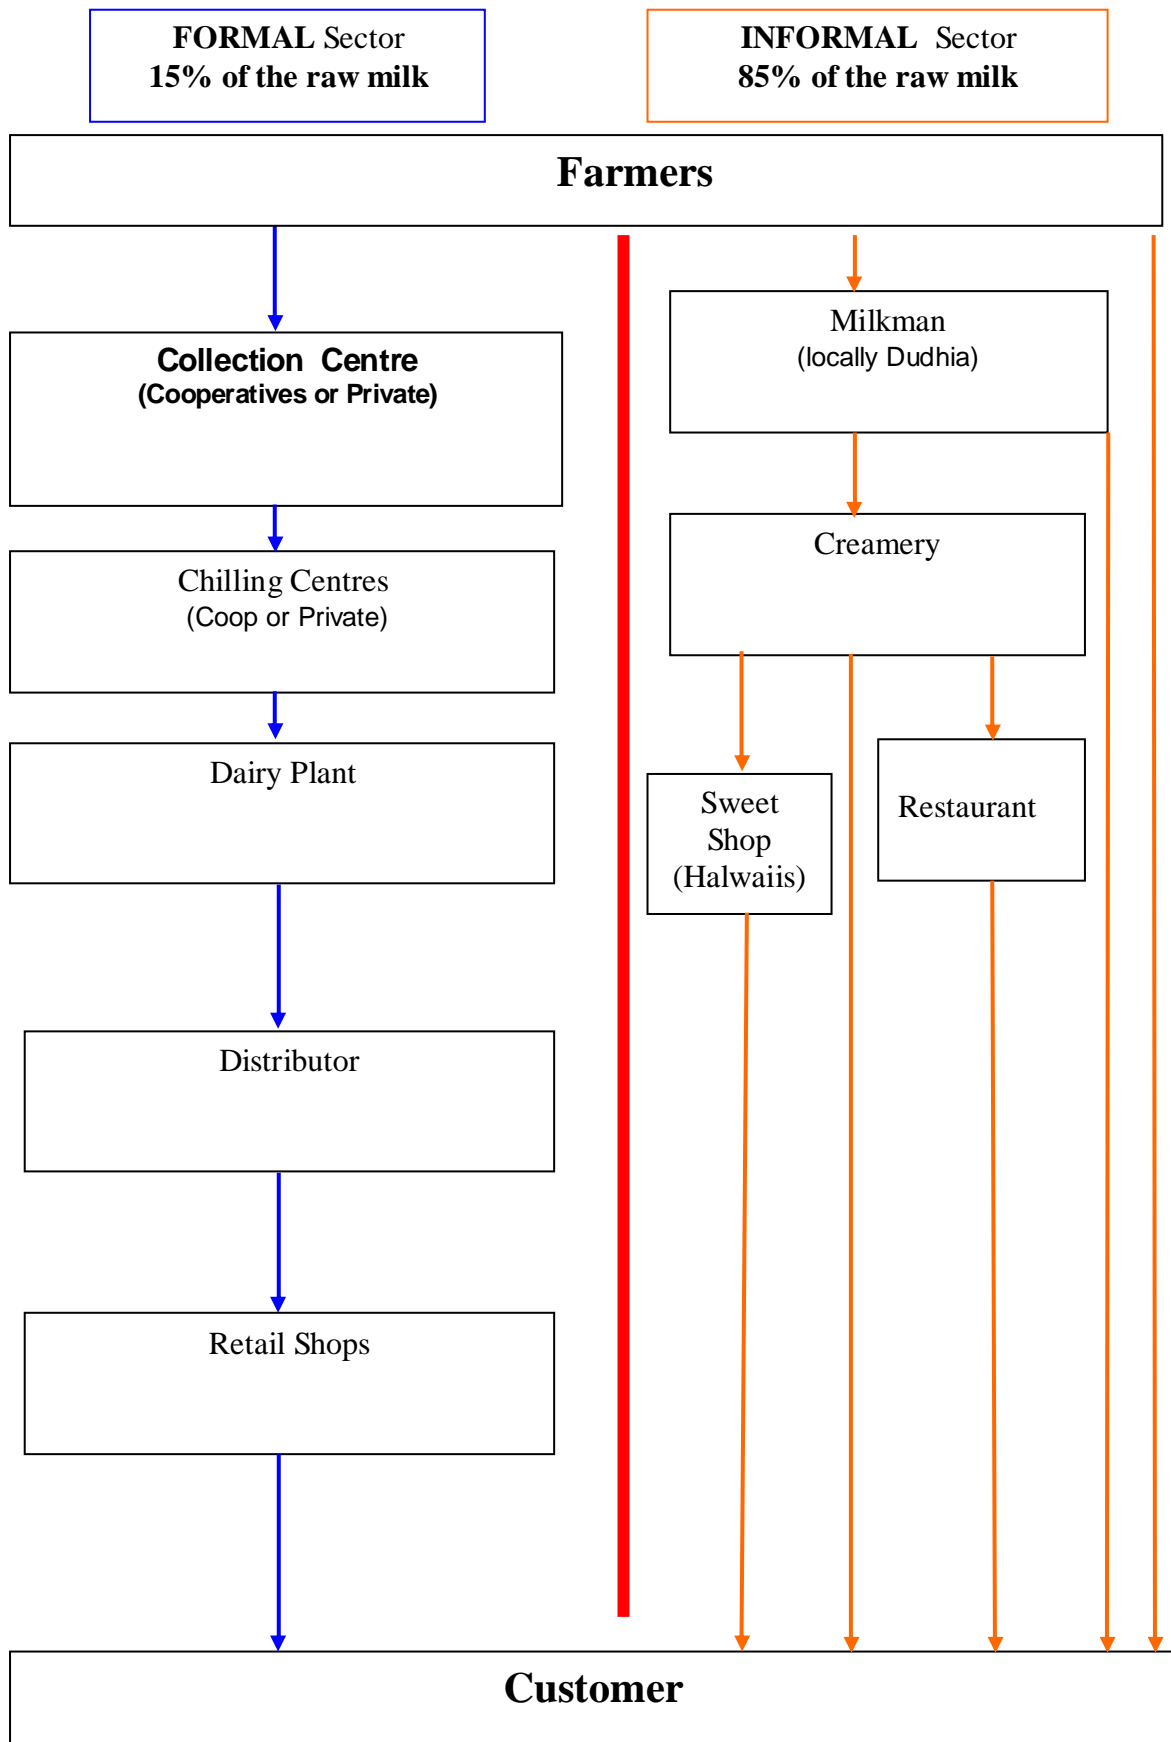 FORMAL Sector
15% of the raw milk
INFORMAL Sector
85% of the raw milk
Farmers
Collection Centre
(Cooperatives or Private)
Chilling Centres
(Coop or Private)
Dairy Plant
Distributor
Retail Shops
Milkman
(locally Dudhia)
Creamery
Sweet
Shop
(Halwaiis)
Restaurant
Customer